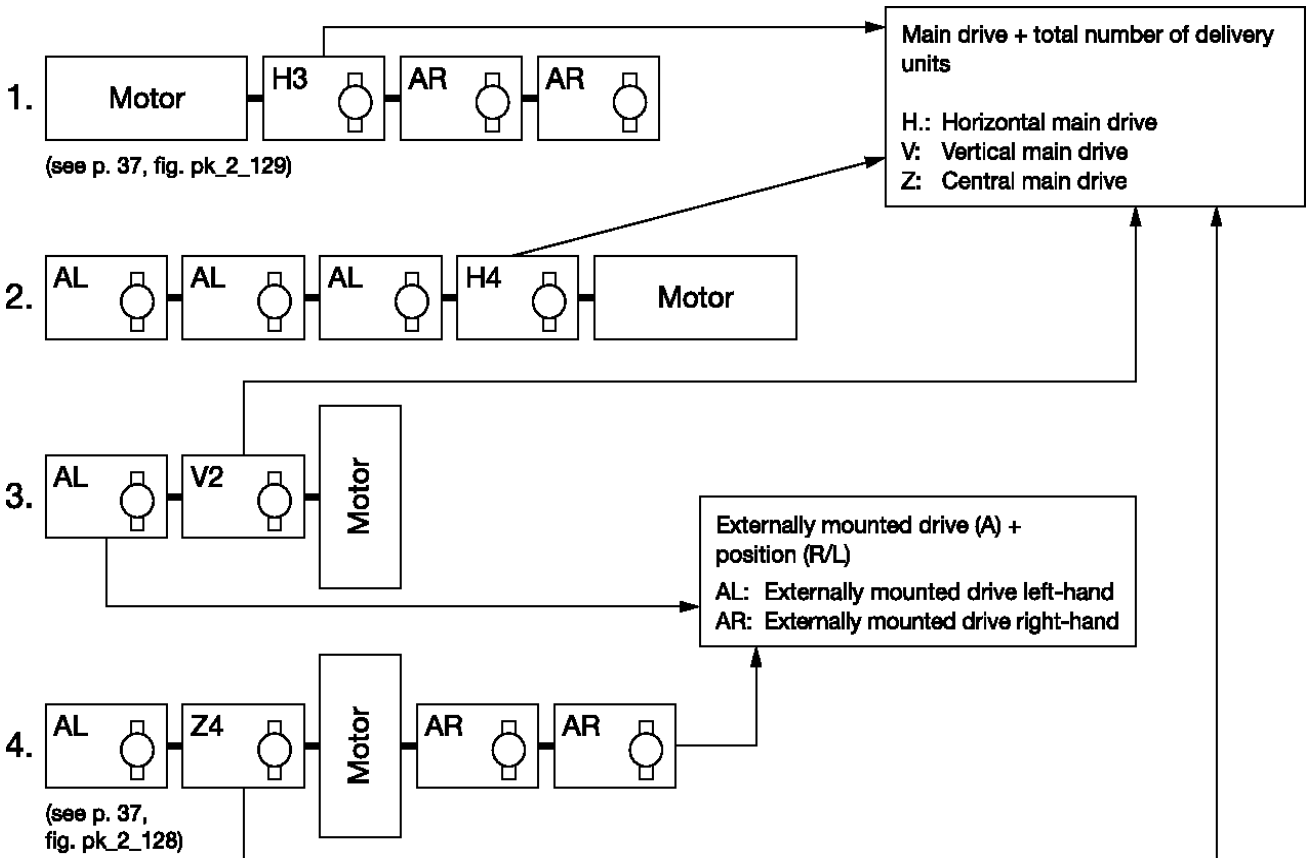 Main drive + total number of delivery
units
H.: Horizontal main drive
V: Vertical main drive
Z: Central main drive
1.
Motor
H3
AR
AR
(see p. 37, fig. pk_2_129)
2.
AL
AL
AL
H4
Motor
3.
AL
V2
Motor
Externally mounted drive (A) +
position (R/L)
AL: Externally mounted drive left-hand
AR: Externally mounted drive right-hand
4.
AL
Z4
Motor
AR
AR
(see p. 37,
fig. pk_2_128)